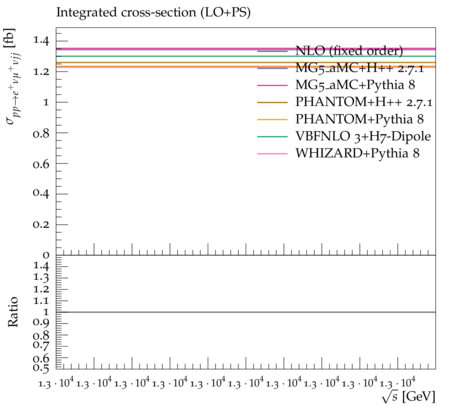 Integrated cross-section (LO+PS)
σpp→e⁺νμ⁺νjj [fb]
1.4
1.2
1
0.8
0.6
0.4
0.2
0
NLO (fixed order)
MG5_aMC+H++ 2.7.1
MG5_aMC+Pythia 8
PHANTOM+H++ 2.7.1
PHANTOM+Pythia 8
VBFNLO 3+H7-Dipole
WHIZARD+Pythia 8
Ratio
1.4
1.3
1.2
1.1
1
0.9
0.8
0.7
0.6
0.5
1.3 · 10⁴ 1.3 · 10⁴ 1.3 · 10⁴ 1.3 · 10⁴ 1.3 · 10⁴ 1.3 · 10⁴ 1.3 · 10⁴ 1.3 · 10⁴ 1.3 · 10⁴ 1.3 · 10⁴
√s [GeV]